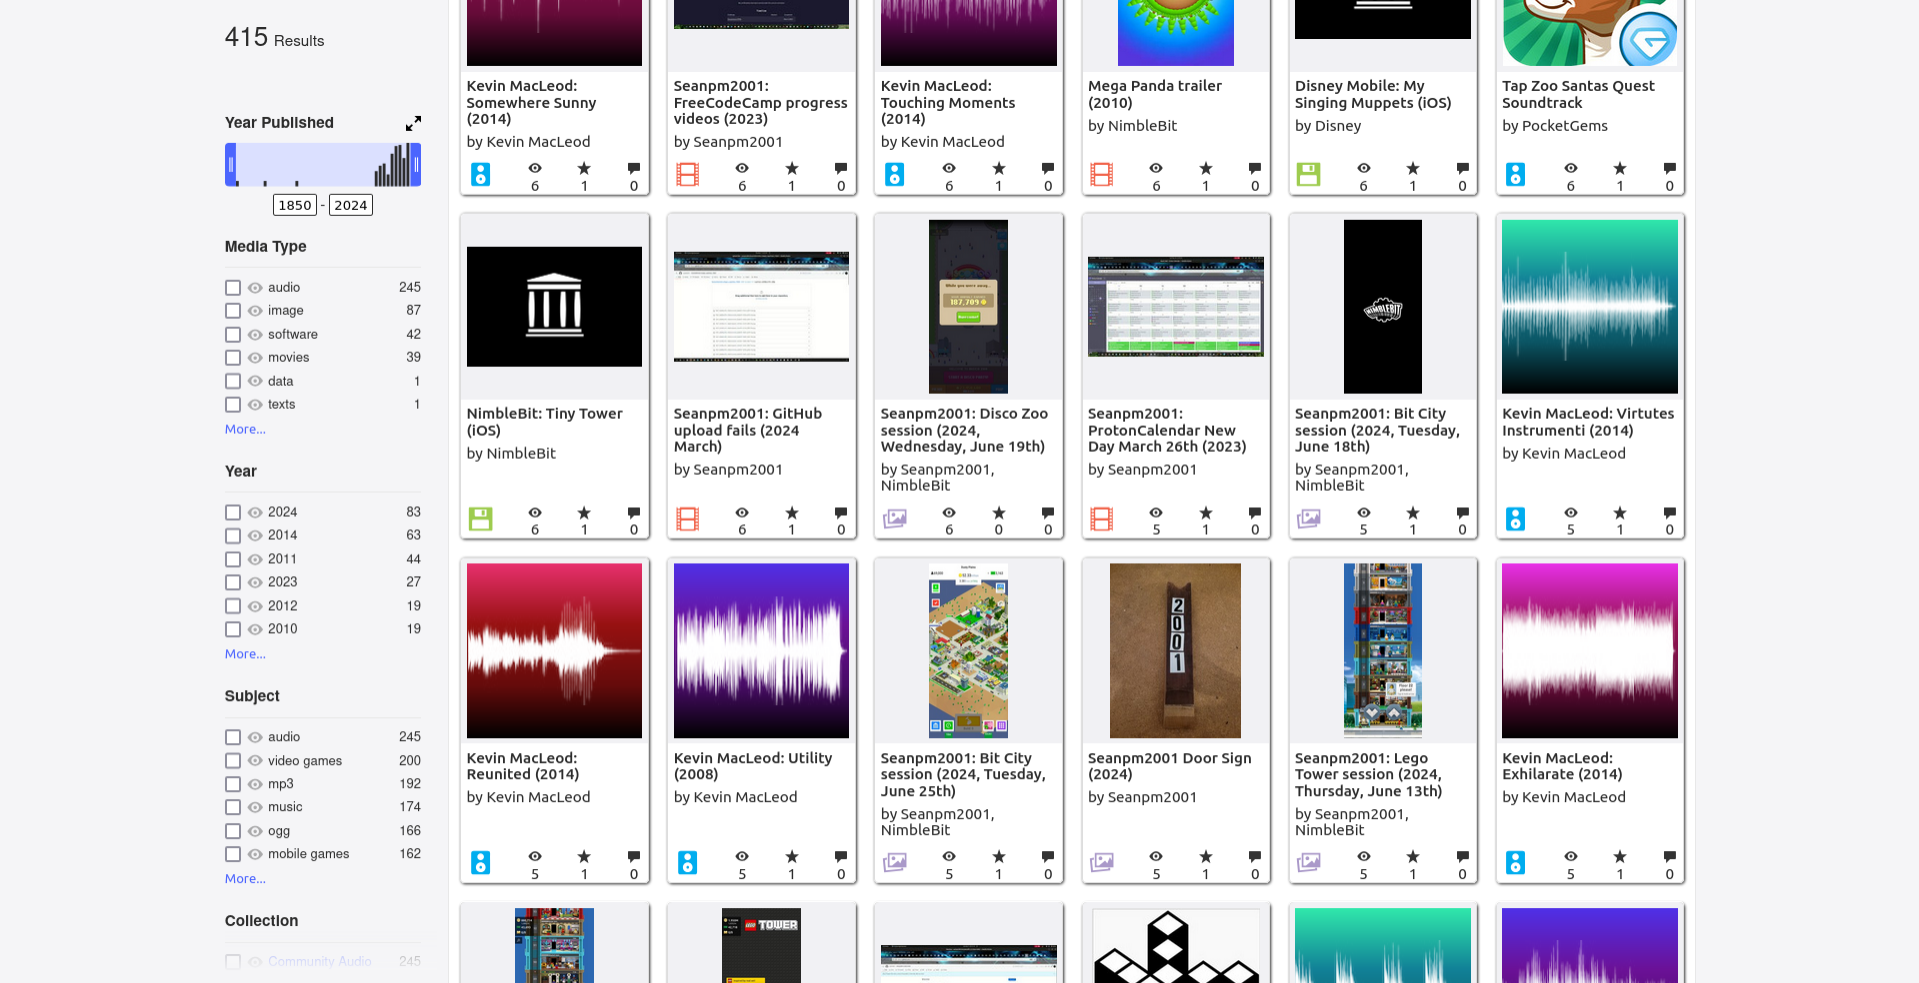 415 Results
Year Published
1850 - 2024
Media Type
audio 245
image 87
software 42
movies 39
data 1
texts 1
More...
Year
2024 83
2014 63
2011 44
2023 27
2012 19
2010 19
More...
Subject
audio 245
video games 200
mp3 192
music 174
ogg 166
mobile games 162
More...
Collection
Community Audio 245
Kevin MacLeod:
Somewhere Sunny
(2014)
by Kevin MacLeod
6 1 0
Seanpm2001:
FreeCodeCamp progress
videos (2023)
by Seanpm2001
6 1 0
Kevin MacLeod:
Touching Moments
(2014)
by Kevin MacLeod
6 1 0
Mega Panda trailer
(2010)
by NimbleBit
6 1 0
Disney Mobile: My
Singing Muppets (iOS)
by Disney
6 1 0
Tap Zoo Santas Quest
Soundtrack
by PocketGems
6 1 0
NimbleBit: Tiny Tower
(iOS)
by NimbleBit
6 1 0
Seanpm2001: GitHub
upload fails (2024
March)
by Seanpm2001
6 1 0
While you were away...
187,709
Seanpm2001: Disco Zoo
session (2024,
Wednesday, June 19th)
by Seanpm2001,
NimbleBit
6 0 0
Seanpm2001:
ProtonCalendar New
Day March 26th (2023)
by Seanpm2001
5 1 0
NIMBLEBIT
Seanpm2001: Bit City
session (2024, Tuesday,
June 18th)
by Seanpm2001,
NimbleBit
5 1 0
Kevin MacLeod: Virtutes
Instrumenti (2014)
by Kevin MacLeod
5 1 0
Kevin MacLeod:
Reunited (2014)
by Kevin MacLeod
5 1 0
Kevin MacLeod: Utility
(2008)
by Kevin MacLeod
5 1 0
Seanpm2001: Bit City
session (2024, Tuesday,
June 25th)
by Seanpm2001,
NimbleBit
5 1 0
2001
Seanpm2001 Door Sign
(2024)
by Seanpm2001
5 1 0
Seanpm2001: Lego
Tower session (2024,
Thursday, June 13th)
by Seanpm2001,
NimbleBit
5 1 0
Kevin MacLeod:
Exhilarate (2014)
by Kevin MacLeod
5 1 0
LEGO TOWER